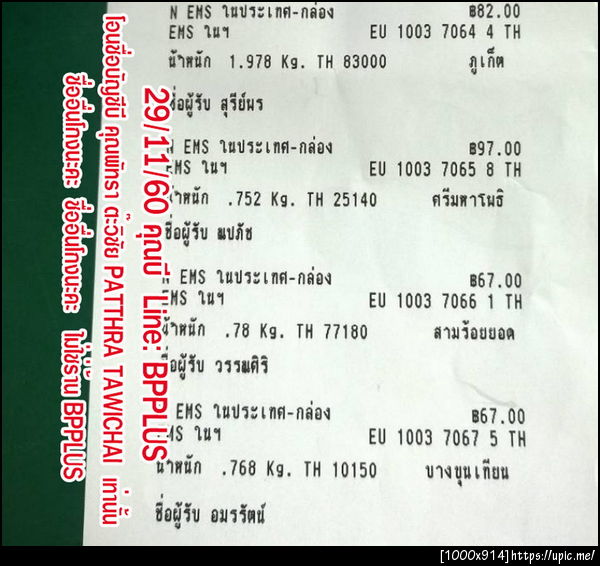 N EMS ในประเทศ-กล่อง ฿82.00
EMS ในฯ EU 1003 7064 4 TH
น้ำหนัก 1.978 Kg. TH 83000 ภูเก็ต
ชื่อผู้รับ สุรีย์พร
N EMS ในประเทศ-กล่อง ฿97.00
EMS ในฯ EU 1003 7065 8 TH
น้ำหนัก .752 Kg. TH 25140 ศรีมหาโพธิ
ชื่อผู้รับ
N EMS ในประเทศ-กล่อง ฿67.00
EMS ในฯ EU 1003 7066 1 TH
น้ำหนัก .78 Kg. TH 77180 สามร้อยยอด
ชื่อผู้รับ วรรณศิริ
EMS ในประเทศ-กล่อง ฿67.00
EMS ในฯ EU 1003 7067 5 TH
น้ำหนัก .768 Kg. TH 10150 บางขุนเทียน
ชื่อผู้รับ อมรรัตน์
29/11/60 คุณบี Line: BPPLUS
โอนชื่อบัญชีบี คุณพัทรา ต๊ะวิชัย PATTHRA TAWICHAI เท่านั้น
ชื่ออื่นโกงนะคะ ชื่ออื่นโกงนะคะ ไม่ใช่ร้าน BPPLUS
[1000x914]https://upic.me/